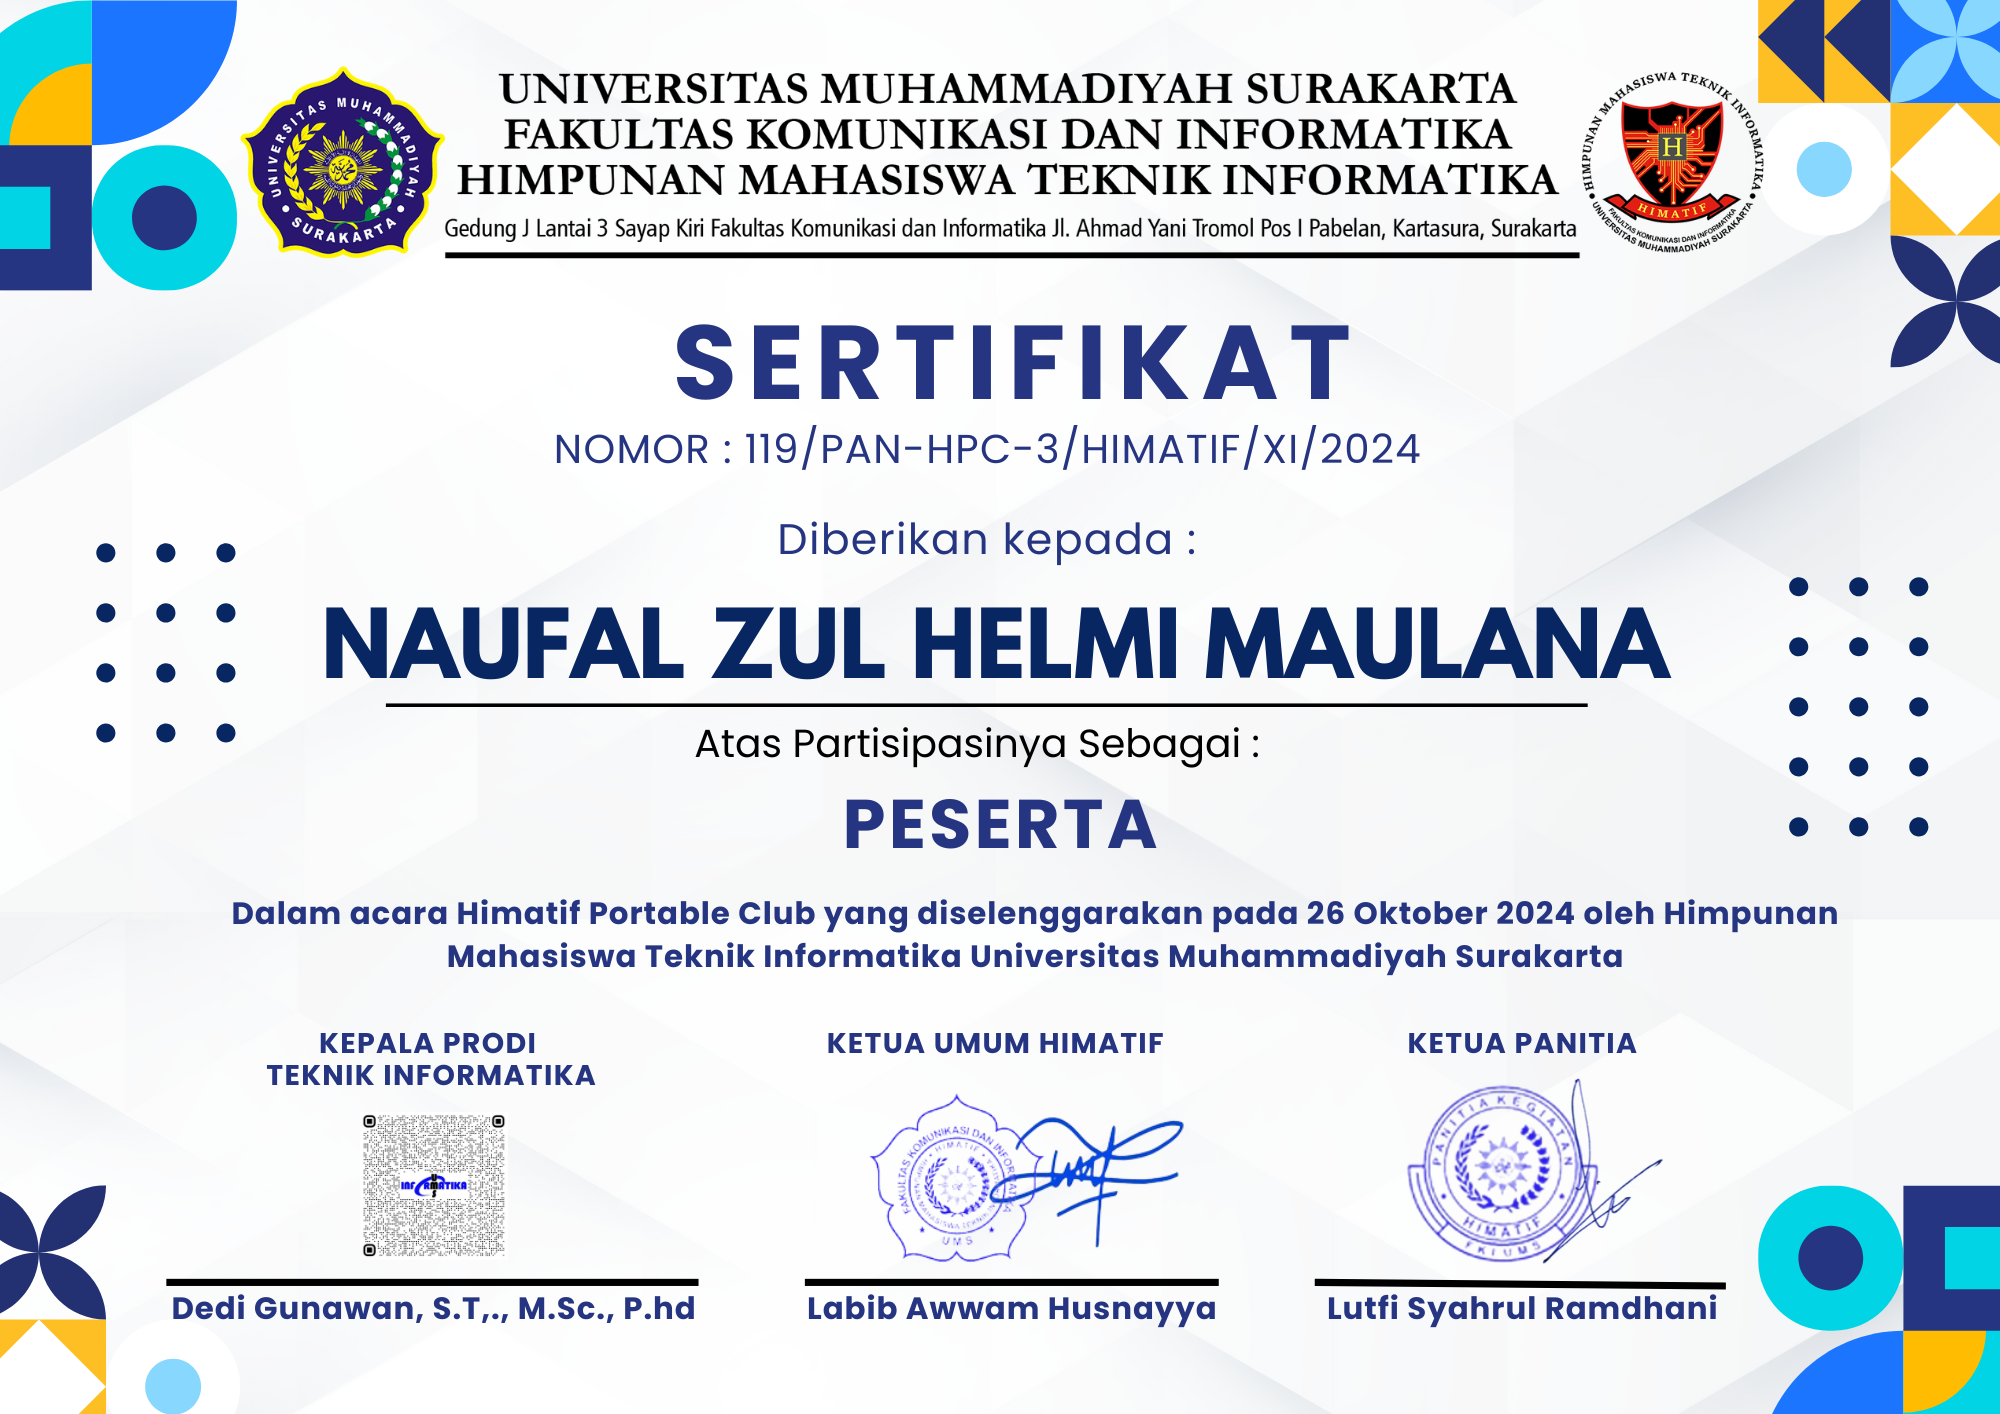 UNIVERSITAS MUHAMMADIYAH SURAKARTA
FAKULTAS KOMUNIKASI DAN INFORMATIKA
HIMPUNAN MAHASISWA TEKNIK INFORMATIKA
Gedung J Lantai 3 Sayap Kiri Fakultas Komunikasi dan Informatika Jl. Ahmad Yani Tromol Pos I Pabelan, Kartasura, Surakarta
UNIVERSITAS MUHAMMADIYAH
SURAKARTA
HIMPUNAN MAHASISWA TEKNIK INFORMATIKA
H
HIMATIF
FAKULTAS KOMUNIKASI DAN INFORMATIKA
UNIVERSITAS MUHAMMADIYAH SURAKARTA
SERTIFIKAT
NOMOR : 119/PAN-HPC-3/HIMATIF/XI/2024
Diberikan kepada :
NAUFAL ZUL HELMI MAULANA
Atas Partisipasinya Sebagai :
PESERTA
Dalam acara Himatif Portable Club yang diselenggarakan pada 26 Oktober 2024 oleh Himpunan
Mahasiswa Teknik Informatika Universitas Muhammadiyah Surakarta
KEPALA PRODI
TEKNIK INFORMATIKA
KETUA UMUM HIMATIF
KETUA PANITIA
INFORMATIKA
UMS
FAKULTAS KOMUNIKASI DAN INFORMATIKA
HIMATIF
UMS
PANITIA KEGIATAN
HIMATIF
FKI UMS
Dedi Gunawan, S.T,., M.Sc., P.hd
Labib Awwam Husnayya
Lutfi Syahrul Ramdhani